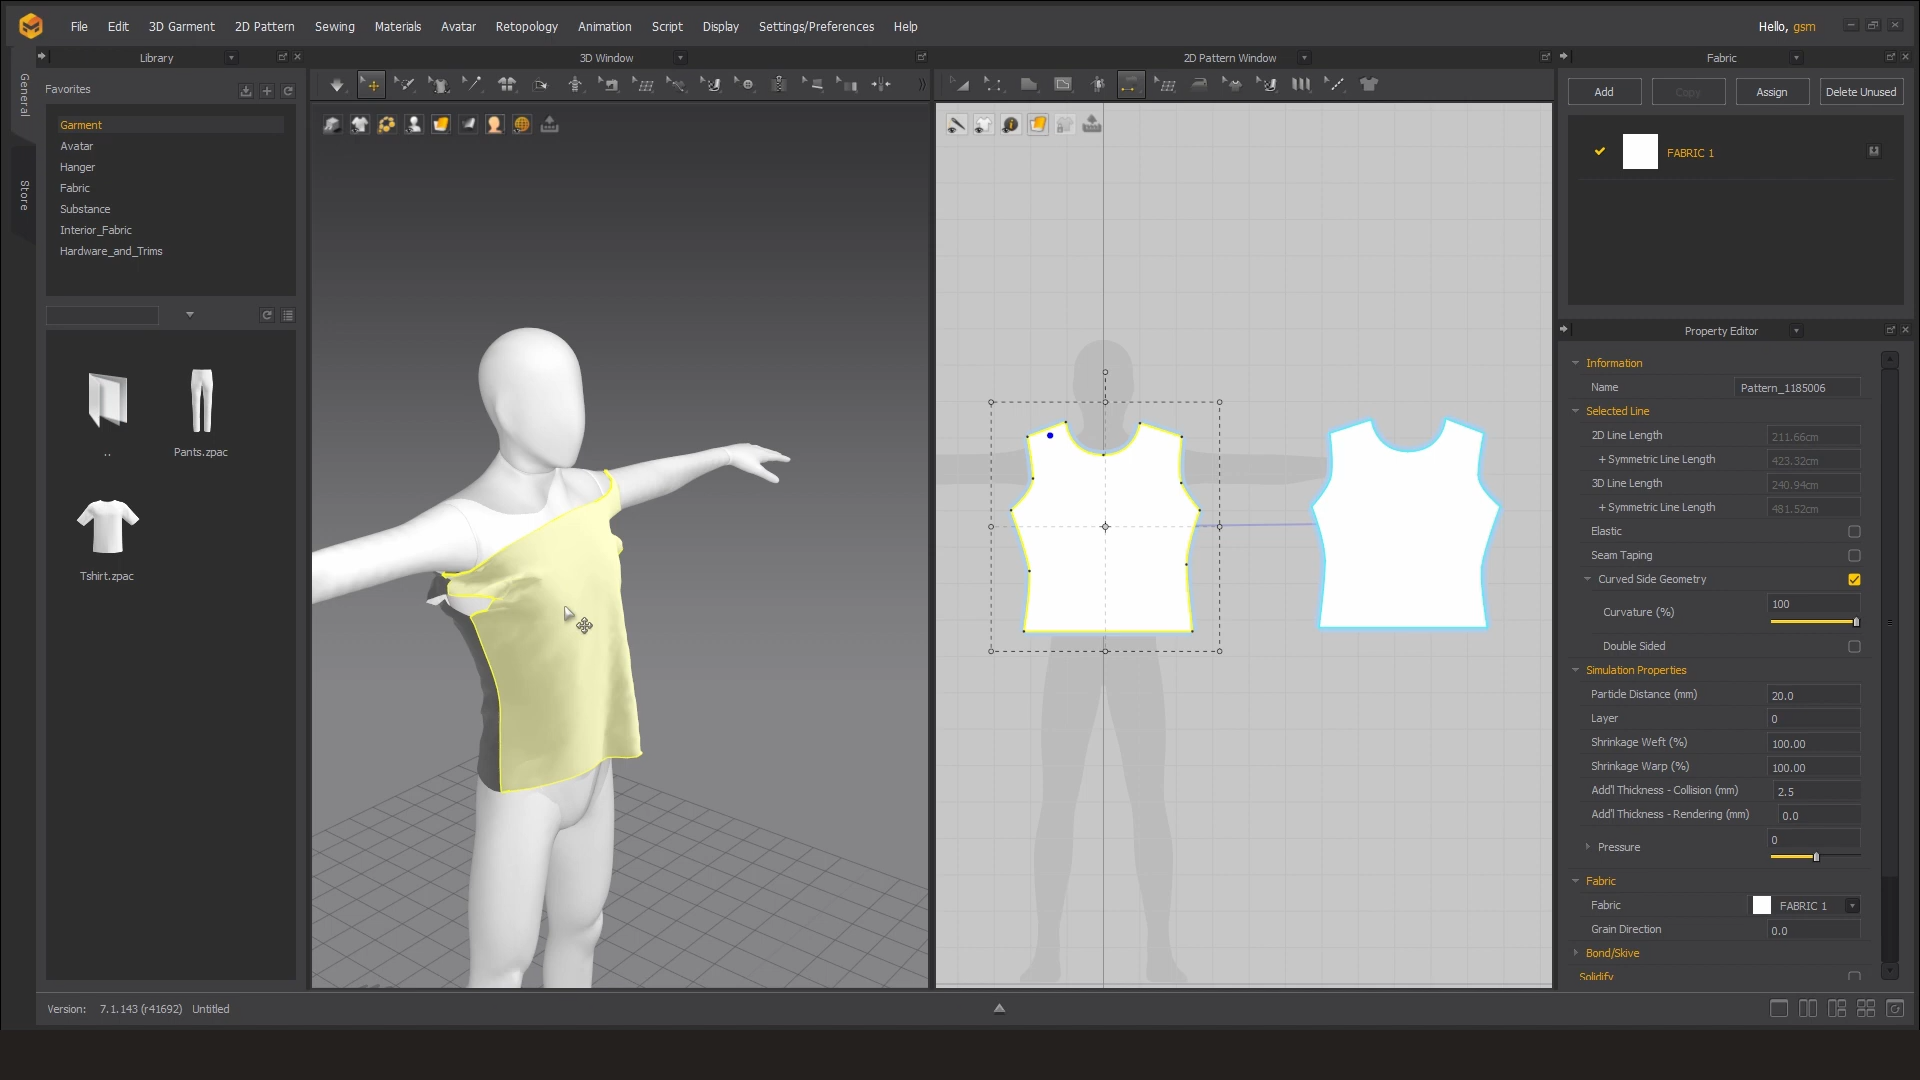 File Edit 3D Garment 2D Pattern Sewing Materials Avatar Retopology Animation Script Display Settings/Preferences Help Hello, gsm
Library 3D Window 2D Pattern Window Fabric
General
Store
Favorites
Garment
Avatar
Hanger
Fabric
Substance
Interior_Fabric
Hardware_and_Trims
..
Pants.zpac
Tshirt.zpac
Add Copy Assign Delete Unused
FABRIC 1
Property Editor
Information
Name Pattern_1185006
Selected Line
2D Line Length 211.66cm
+ Symmetric Line Length 423.32cm
3D Line Length 240.94cm
+ Symmetric Line Length 481.52cm
Elastic
Seam Taping
Curved Side Geometry
Curvature (%) 100
Double Sided
Simulation Properties
Particle Distance (mm) 20.0
Layer 0
Shrinkage Weft (%) 100.00
Shrinkage Warp (%) 100.00
Add'l Thickness - Collision (mm) 2.5
Add'l Thickness - Rendering (mm) 0.0
Pressure 0
Fabric
Fabric FABRIC 1
Grain Direction 0.0
Bond/Skive
Solidify
Version: 7.1.143 (r41692) Untitled